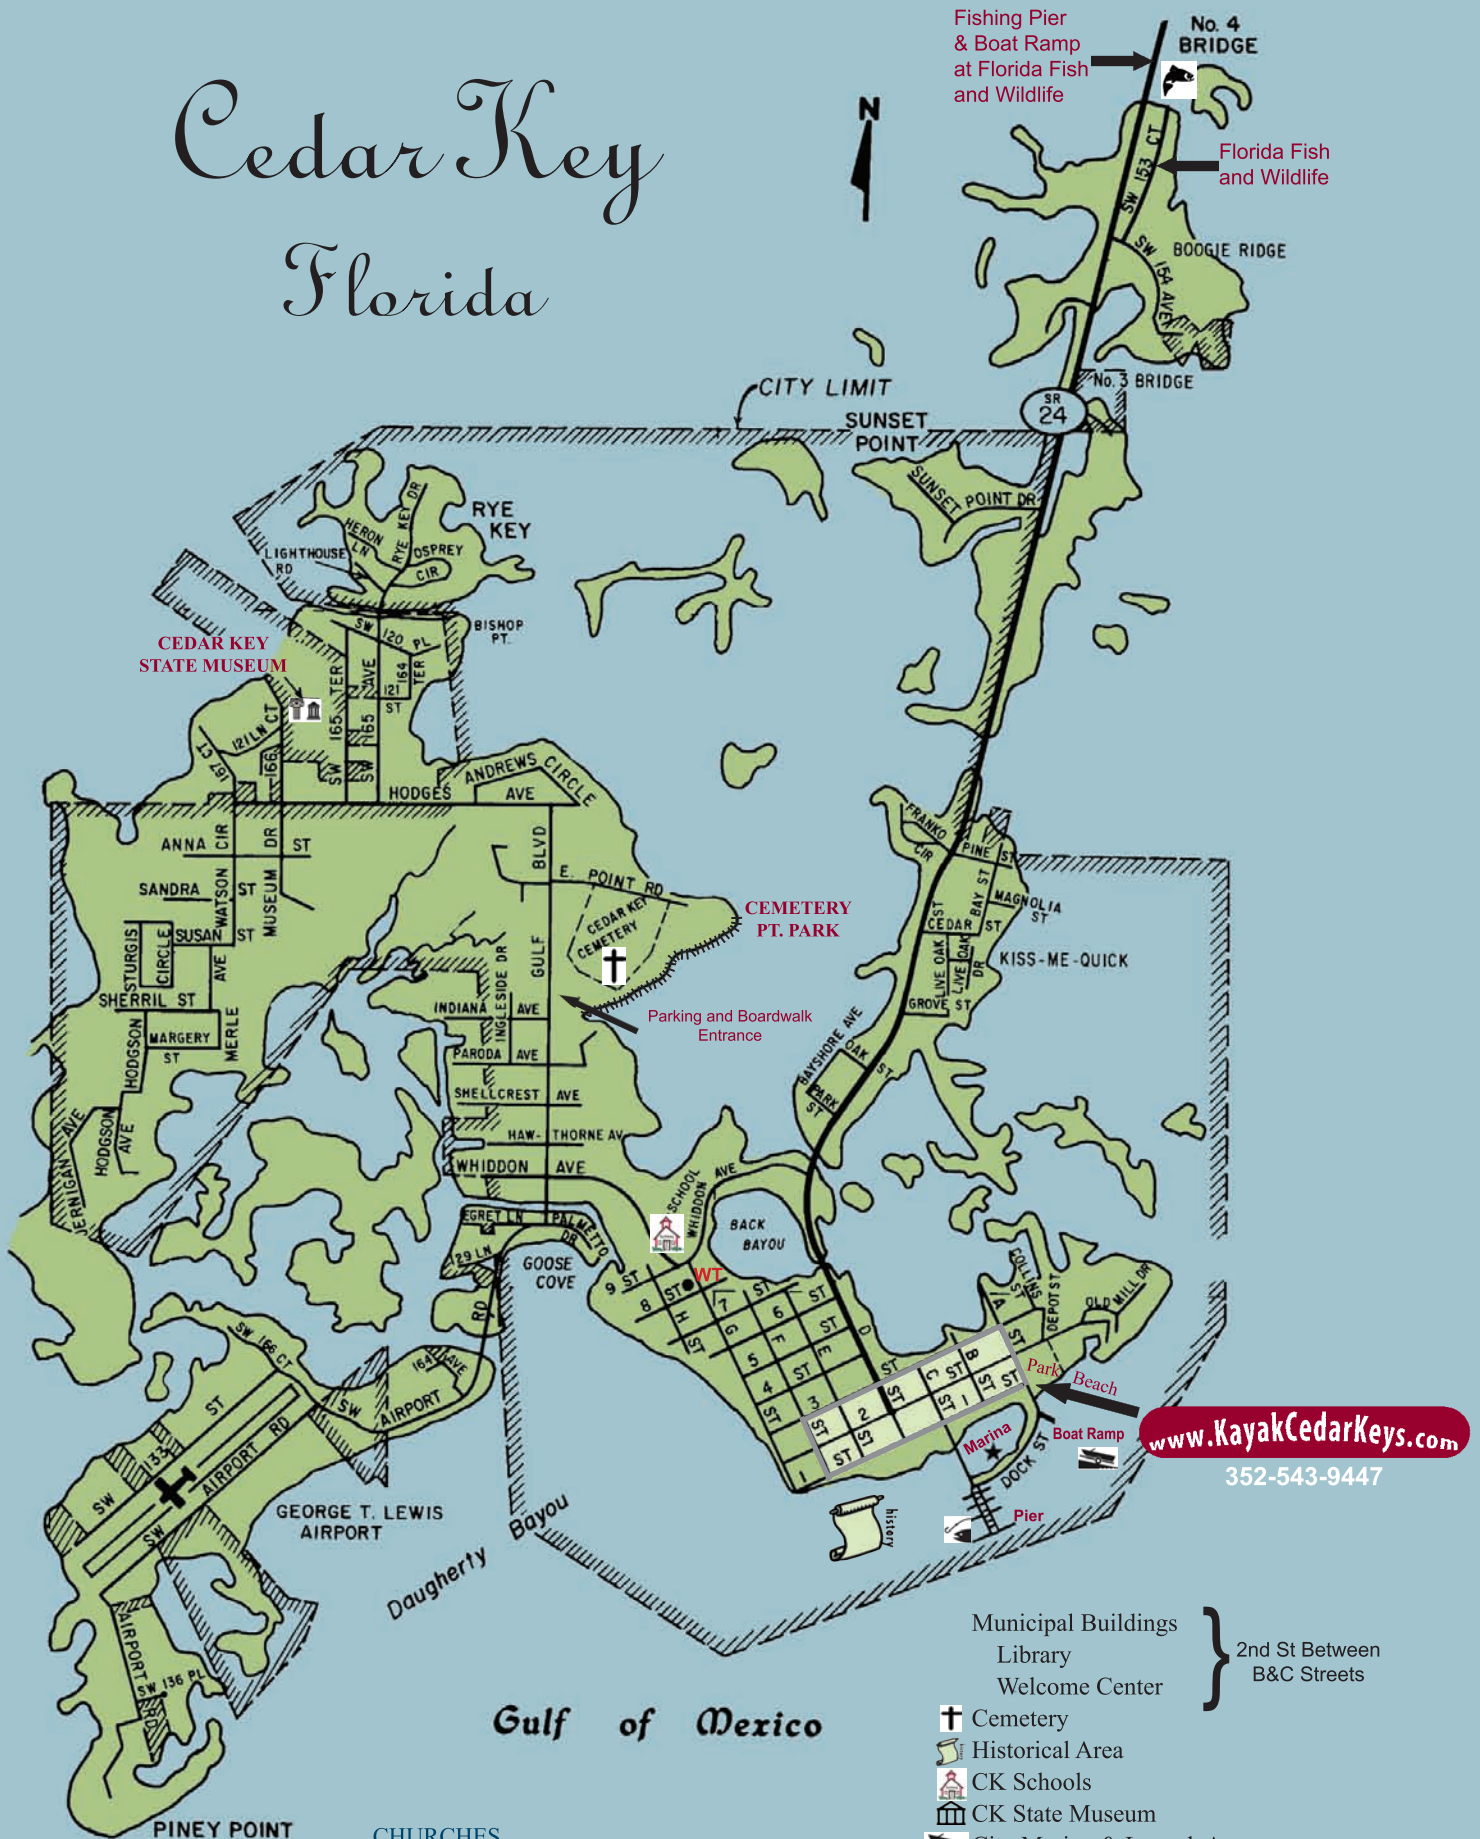 Cedar Key
Florida
Fishing Pier
& Boat Ramp
at Florida Fish
and Wildlife
No. 4
BRIDGE
N
Florida Fish
and Wildlife
SW 153 CT
SW 154 AVE
BOOGIE RIDGE
No. 3 BRIDGE
SR
24
CITY LIMIT
SUNSET
POINT
SUNSET POINT DR
RYE
KEY
RYE KEY DR
HERON
LN
LIGHTHOUSE
RD
OSPREY
CIR
BISHOP
PT.
SW 120 PL
CEDAR KEY
STATE MUSEUM
164
TER
121
ST
SW 165 TER
SW 165 AVE
166 CT
121 LN
167 CT
HODGES AVE
ANDREWS CIRCLE
ANNA ST
WATSON CIR
MUSEUM DR
SANDRA ST
SUSAN ST
STURGIS
CIRCLE
SHERRIL ST
MERLE AVE
MARGERY
ST
HODGSON
HODGSON
AVE
JERNIGAN AVE
GULF BLVD
E. POINT RD
CEDAR KEY
CEMETERY
CEMETERY
PT. PARK
Parking and Boardwalk
Entrance
INGLESIDE DR
INDIANA AVE
PARODA AVE
SHELLCREST AVE
HAW-THORNE AV
WHIDDON AVE
EGRET LN
PALMETTO
DR
129 LN
GOOSE
COVE
FRANKO
CIR
PINE ST
BAY ST
MAGNOLIA
ST
CEDAR ST
LIVE OAK ST
LIVE OAK
DR
GROVE ST
KISS-ME-QUICK
BAYSHORE AVE
OAK ST
PARK
ST
SCHOOL
WHIDDON AVE
BACK
BAYOU
WT
9 ST
8 ST
7 ST
6 ST
5 ST
4 ST
3 ST
2 ST
1 ST
H ST
G
F
E
D ST
C ST
B ST
A ST
COLLINS
ST
DEPOT ST
OLD MILL DR
Park
Beach
www.KayakCedarKeys.com
352-543-9447
Boat Ramp
Marina
DOCK ST
Pier
history
SW 166 CT
164 AVE
SW AIRPORT RD
SW 133 ST
SW AIRPORT RD
GEORGE T. LEWIS
AIRPORT
Daugherty Bayou
AIRPORT RD
SW 136 PL
PINEY POINT
Gulf of Mexico
Municipal Buildings
Library
Welcome Center
2nd St Between
B&C Streets
Cemetery
Historical Area
CK Schools
CK State Museum
CHURCHES